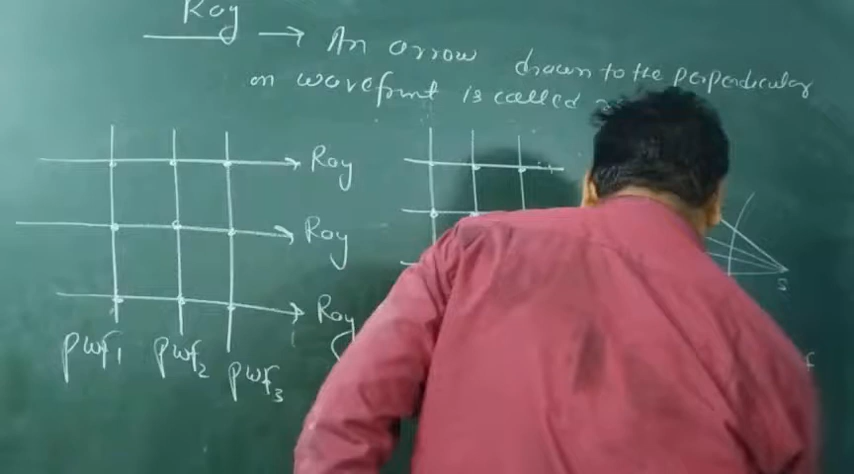 Ray
→ An arrow drawn to the perpendicular
on wavefront is called
Ray
Ray
Ray
pwf1 pwf2 pwf3
S